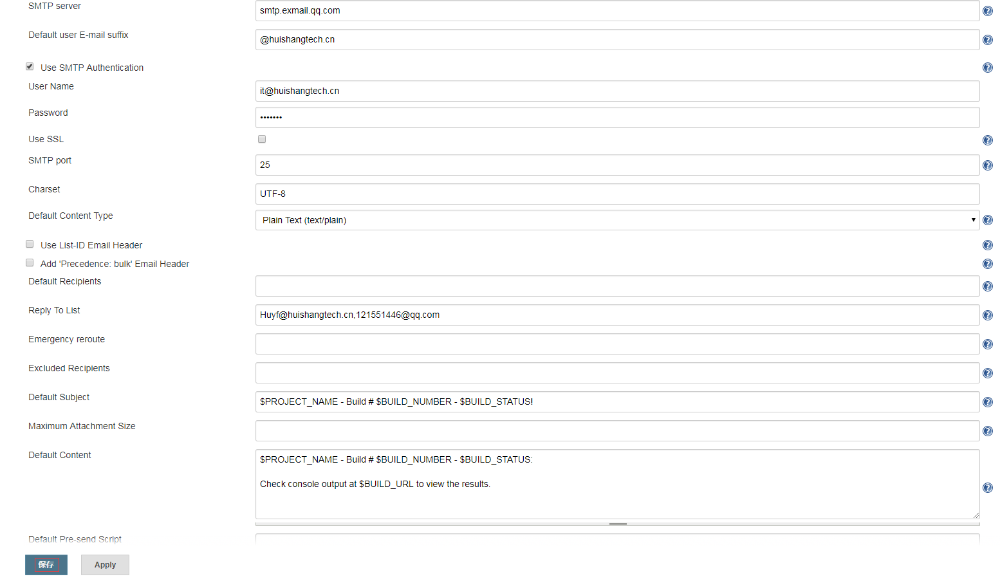 SMTP server
smtp.exmail.qq.com
Default user E-mail suffix
@huishangtech.cn
Use SMTP Authentication
User Name
it@huishangtech.cn
Password
•••••••
Use SSL
SMTP port
25
Charset
UTF-8
Default Content Type
Plain Text (text/plain)
Use List-ID Email Header
Add 'Precedence: bulk' Email Header
Default Recipients
Reply To List
Huyf@huishangtech.cn,121551446@qq.com
Emergency reroute
Excluded Recipients
Default Subject
$PROJECT_NAME - Build # $BUILD_NUMBER - $BUILD_STATUS!
Maximum Attachment Size
Default Content
$PROJECT_NAME - Build # $BUILD_NUMBER - $BUILD_STATUS:
Check console output at $BUILD_URL to view the results.
Default Pre-send Script
保存
Apply